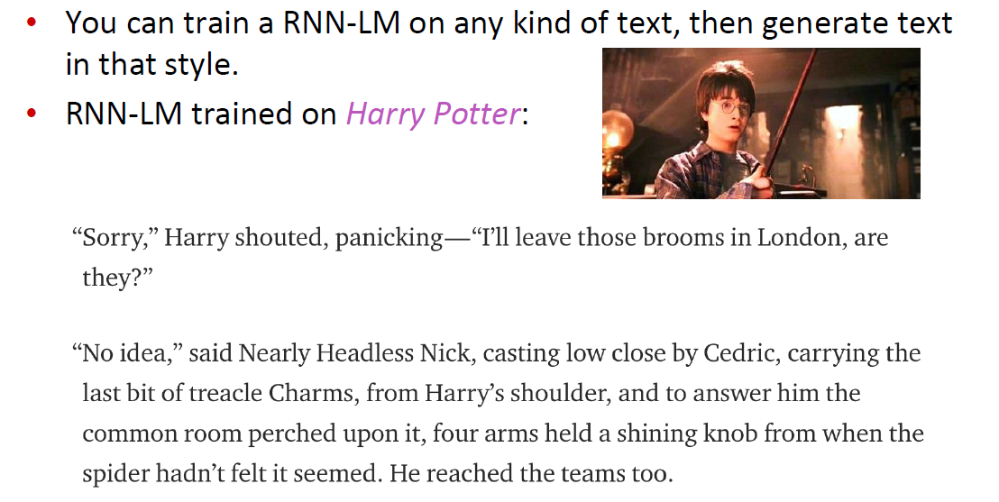 • You can train a RNN-LM on any kind of text, then generate text
in that style.
• RNN-LM trained on Harry Potter:
“Sorry,” Harry shouted, panicking—“I’ll leave those brooms in London, are
they?”
“No idea,” said Nearly Headless Nick, casting low close by Cedric, carrying the
last bit of treacle Charms, from Harry’s shoulder, and to answer him the
common room perched upon it, four arms held a shining knob from when the
spider hadn’t felt it seemed. He reached the teams too.